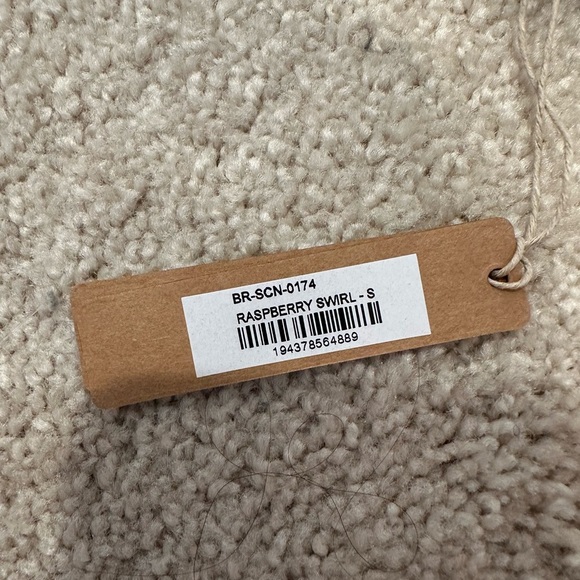 BR-SCN-0174
RASPBERRY SWIRL - S
194378564889